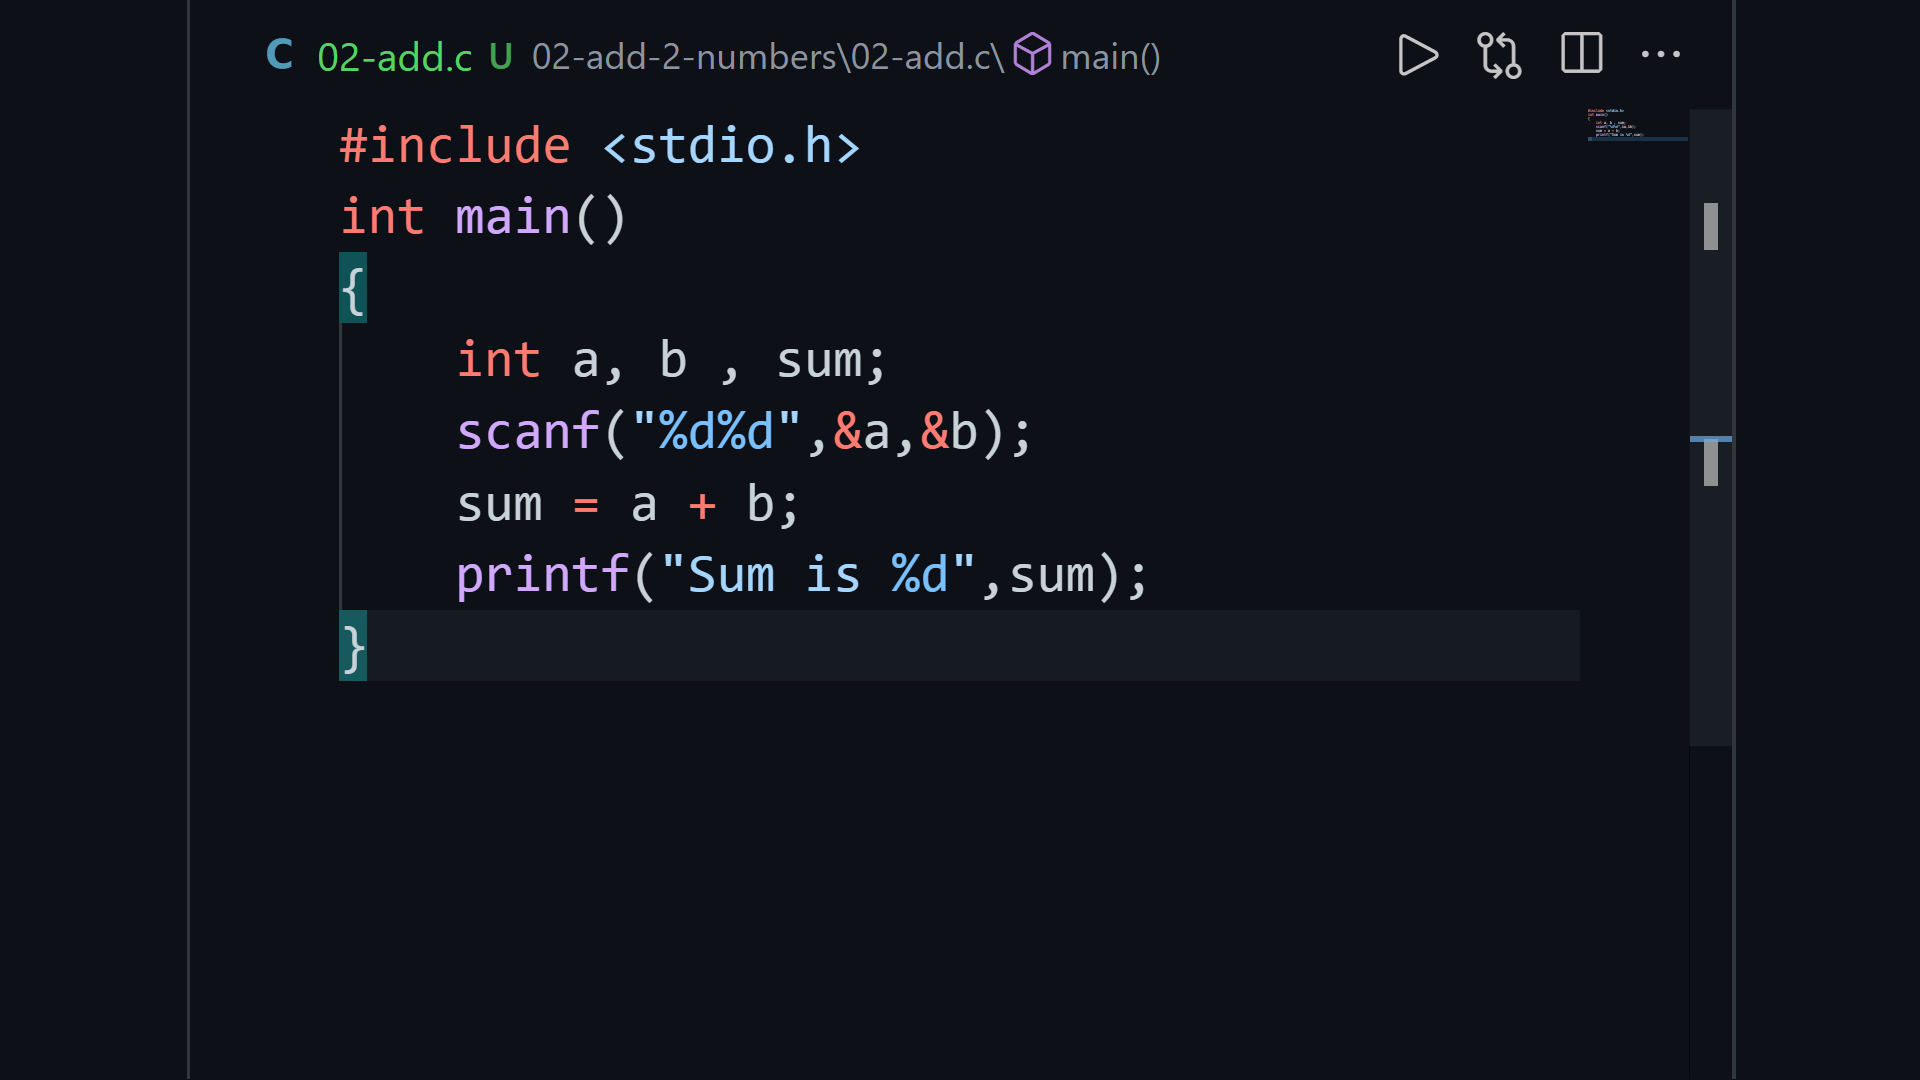 C 02-add.c U 02-add-2-numbers\02-add.c\ main() ...
#include <stdio.h>
int main()
{
    int a, b , sum;
    scanf("%d%d",&a,&b);
    sum = a + b;
    printf("Sum is %d",sum);
}